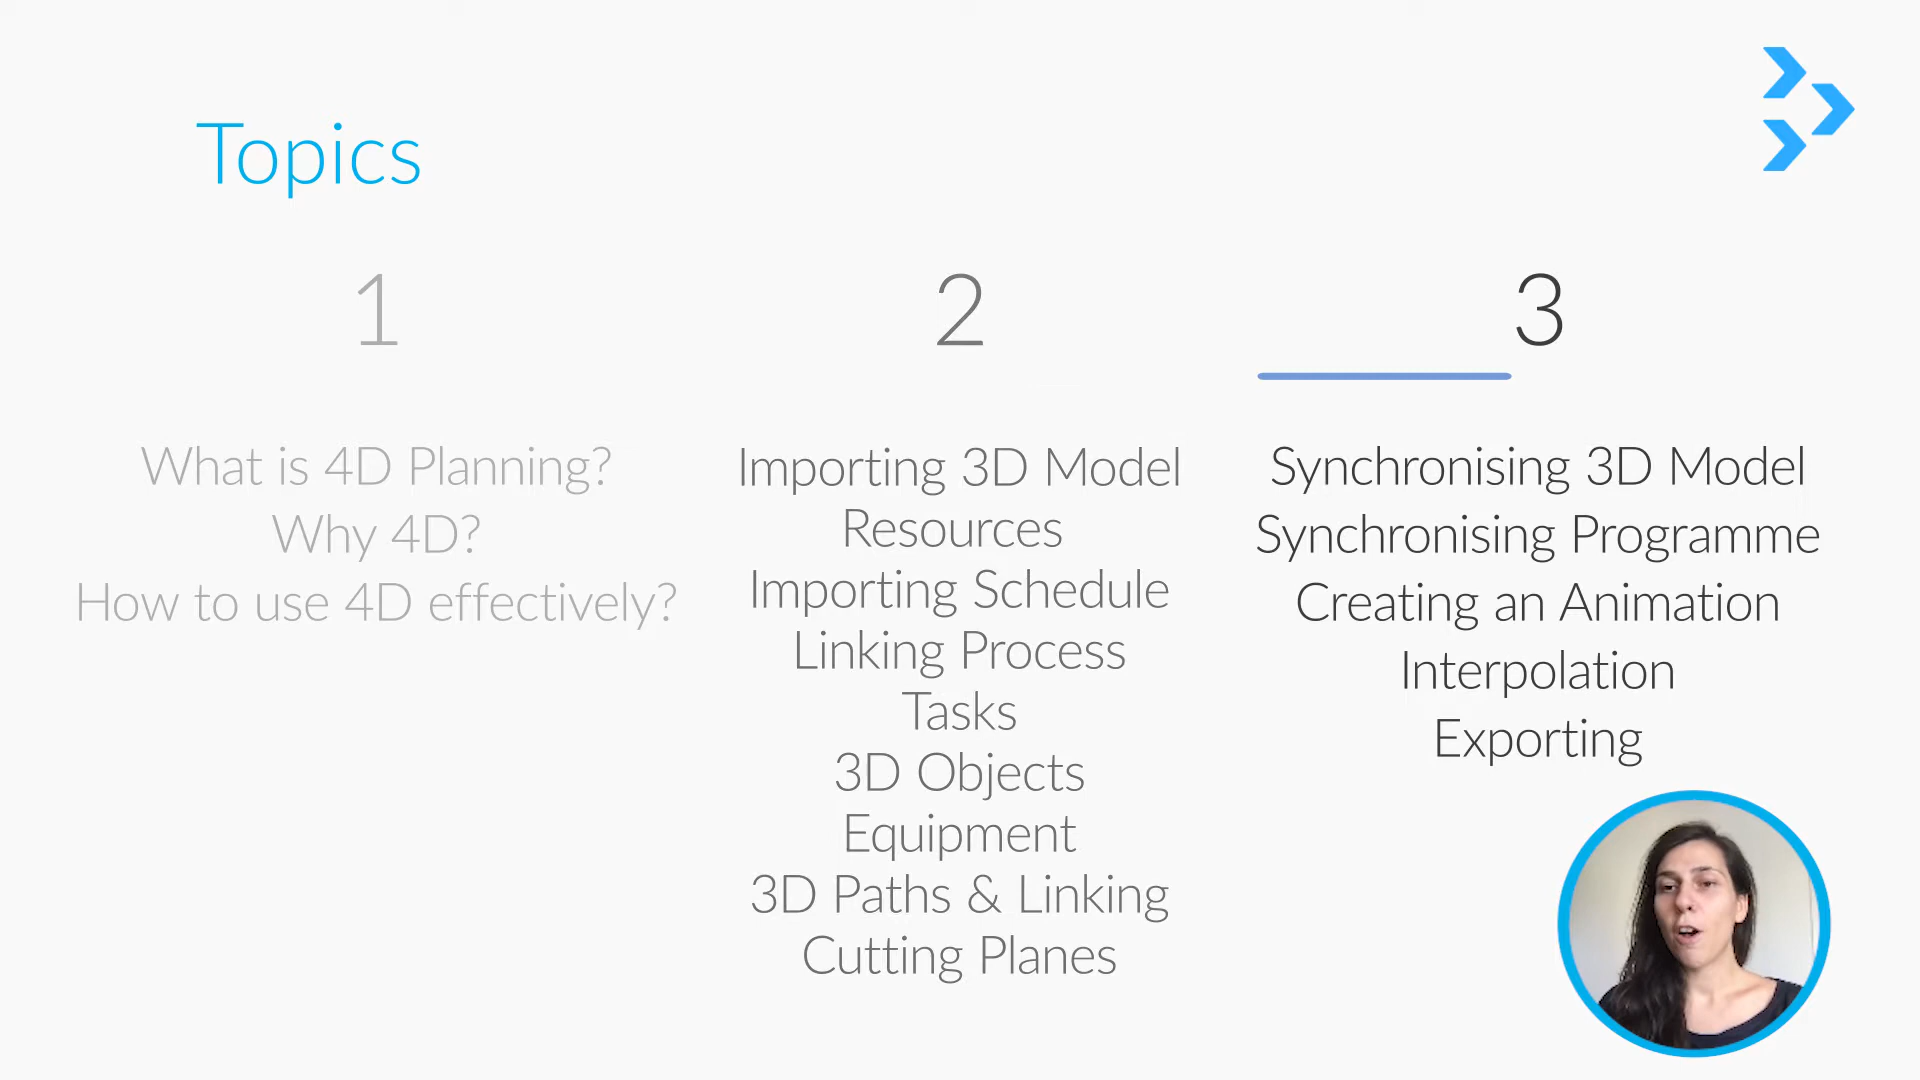 Topics
1
What is 4D Planning?
Why 4D?
How to use 4D effectively?
2
Importing 3D Model
Resources
Importing Schedule
Linking Process
Tasks
3D Objects
Equipment
3D Paths & Linking
Cutting Planes
3
Synchronising 3D Model
Synchronising Programme
Creating an Animation
Interpolation
Exporting